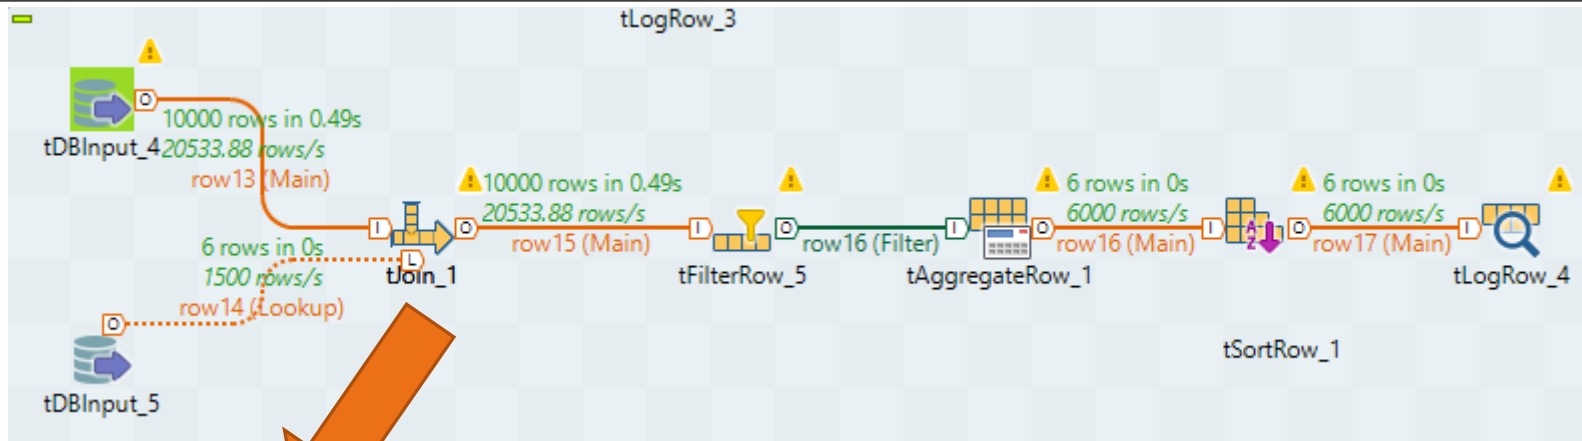 tLogRow_3
tDBInput_4
10000 rows in 0.49s
20533.88 rows/s
row13 (Main)
6 rows in 0s
1500 rows/s
row14 (Lookup)
tDBInput_5
I
O
L
tJoin_1
10000 rows in 0.49s
20533.88 rows/s
row15 (Main)
tFilterRow_5
row16 (Filter)
tAggregateRow_1
6 rows in 0s
6000 rows/s
row16 (Main)
A
Z
tSortRow_1
6 rows in 0s
6000 rows/s
row17 (Main)
tLogRow_4